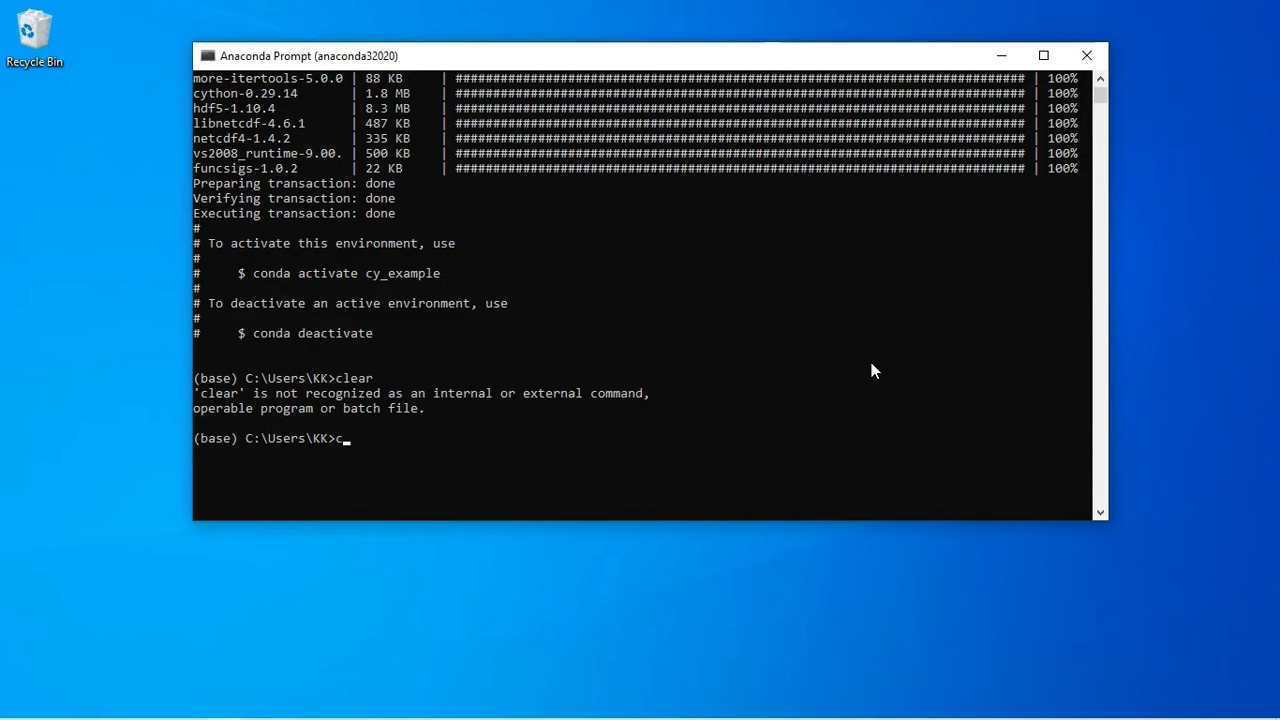 Recycle Bin
Anaconda Prompt (anaconda32020)
more-itertools-5.0.0 | 88 KB | ############################################################################ | 100%
cython-0.29.14 | 1.8 MB | ############################################################################ | 100%
hdf5-1.10.4 | 8.3 MB | ############################################################################ | 100%
libnetcdf-4.6.1 | 487 KB | ############################################################################ | 100%
netcdf4-1.4.2 | 335 KB | ############################################################################ | 100%
vs2008_runtime-9.00. | 500 KB | ############################################################################ | 100%
funcsigs-1.0.2 | 22 KB | ############################################################################ | 100%
Preparing transaction: done
Verifying transaction: done
Executing transaction: done
#
# To activate this environment, use
#
# $ conda activate cy_example
#
# To deactivate an active environment, use
#
# $ conda deactivate
(base) C:\Users\KK>clear
'clear' is not recognized as an internal or external command,
operable program or batch file.
(base) C:\Users\KK>c_